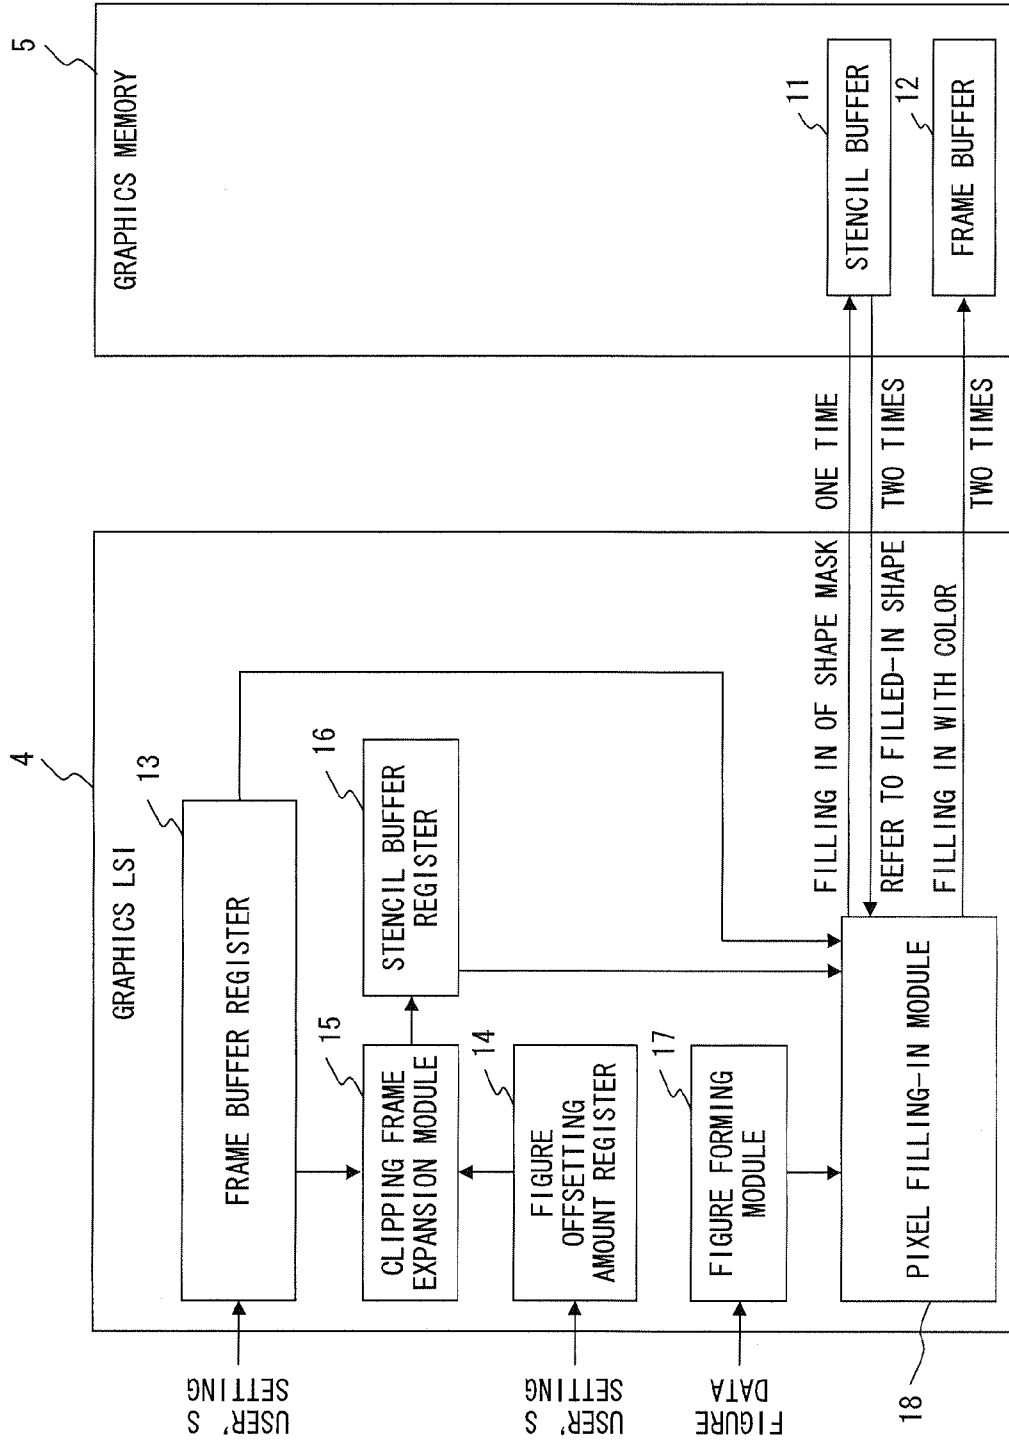 4
GRAPHICS LSI
USER'S
SETTING
13
FRAME BUFFER REGISTER
15
CLIPPING FRAME
EXPANSION MODULE
16
STENCIL BUFFER
REGISTER
USER'S
SETTING
14
FIGURE
OFFSETTING
AMOUNT REGISTER
FIGURE
DATA
17
FIGURE FORMING
MODULE
18
PIXEL FILLING-IN MODULE
FILLING IN OF SHAPE MASK ONE TIME
REFER TO FILLED-IN SHAPE TWO TIMES
FILLING IN WITH COLOR TWO TIMES
5
GRAPHICS MEMORY
11
STENCIL BUFFER
12
FRAME BUFFER